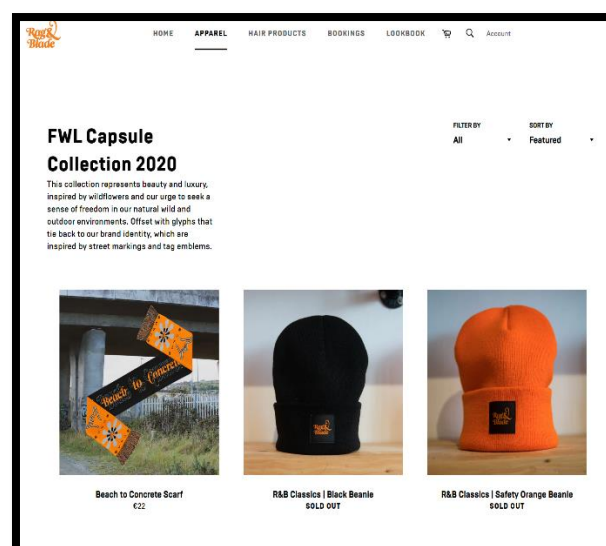 Rag&
Blade
HOME APPAREL HAIR PRODUCTS BOOKINGS LOOKBOOK Account
FILTER BY SORT BY
All Featured
FWL Capsule
Collection 2020
This collection represents beauty and luxury,
inspired by wildflowers and our urge to seek a
sense of freedom in our natural wild and
outdoor environments. Offset with glyphs that
tie back to our brand identity, which are
inspired by street markings and tag emblems.
Beach to Concrete
Rag&
Blade
Rag&
Blade
Beach to Concrete Scarf
€22
R&B Classics | Black Beanie
SOLD OUT
R&B Classics | Safety Orange Beanie
SOLD OUT